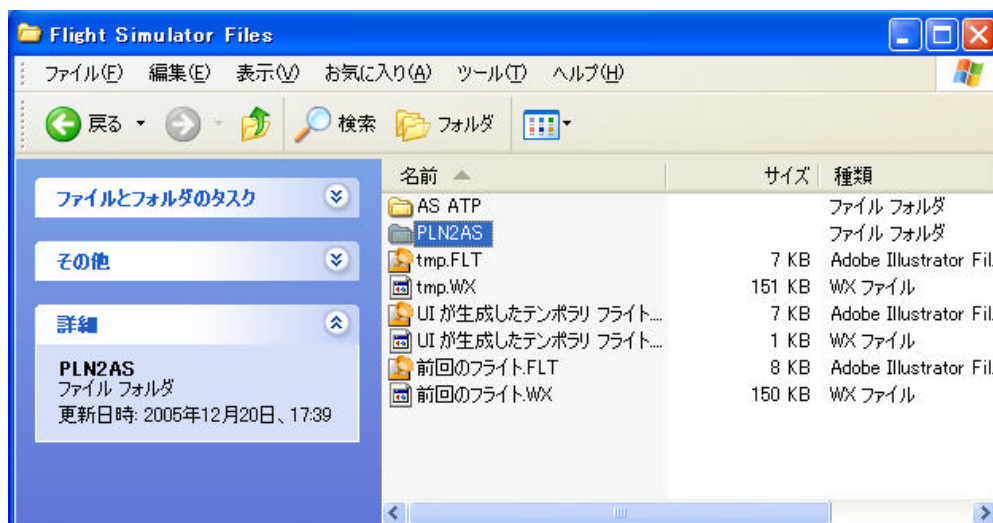 Flight Simulator Files
ファイル(F) 編集(E) 表示(V) お気に入り(A) ツール(T) ヘルプ(H)
戻る 検索 フォルダ
ファイルとフォルダのタスク
その他
詳細
PLN2AS
ファイル フォルダ
更新日時: 2005年12月20日、17:39
名前 サイズ 種類
AS ATP ファイル フォルダ
PLN2AS ファイル フォルダ
tmp.FLT 7 KB Adobe Illustrator Fil
tmp.WX 151 KB WX ファイル
UI が生成したテンポラリ フライト... 7 KB Adobe Illustrator Fil
UI が生成したテンポラリ フライト... 1 KB WX ファイル
前回のフライト.FLT 8 KB Adobe Illustrator Fil
前回のフライト.WX 150 KB WX ファイル